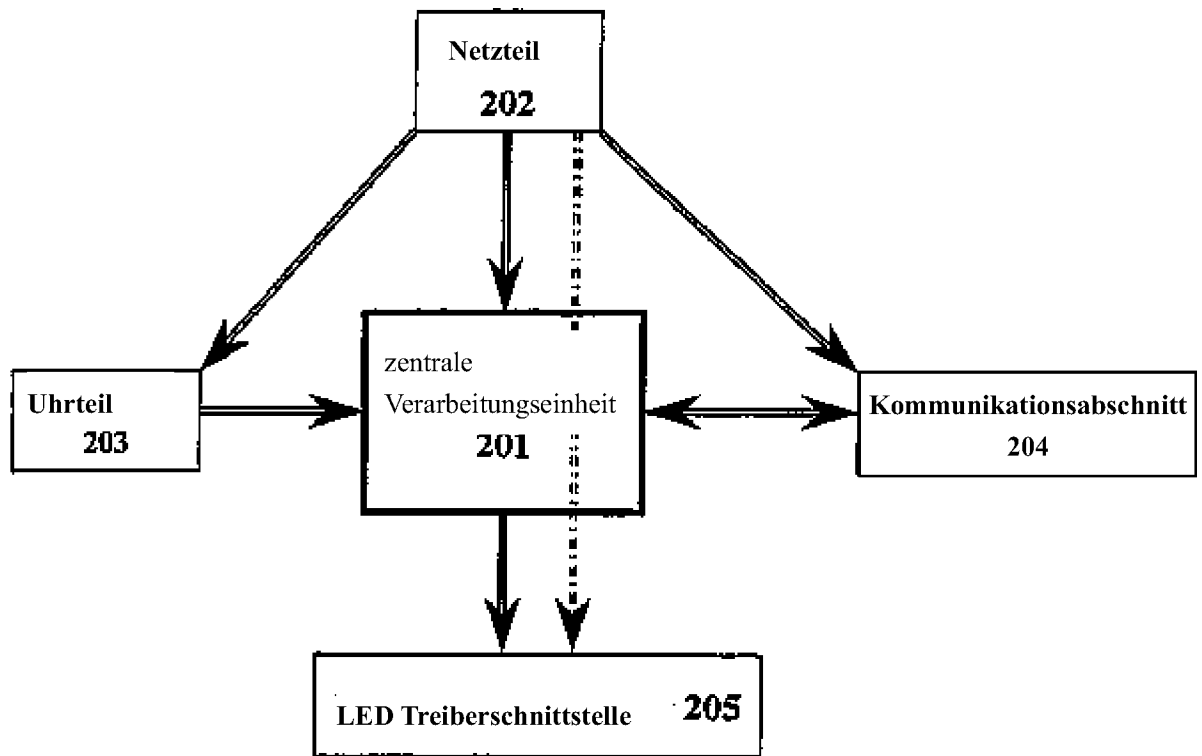 Netzteil
202
zentrale
Verarbeitungseinheit
201
Uhrteil
203
Kommunikationsabschnitt
204
LED Treiberschnittstelle 205